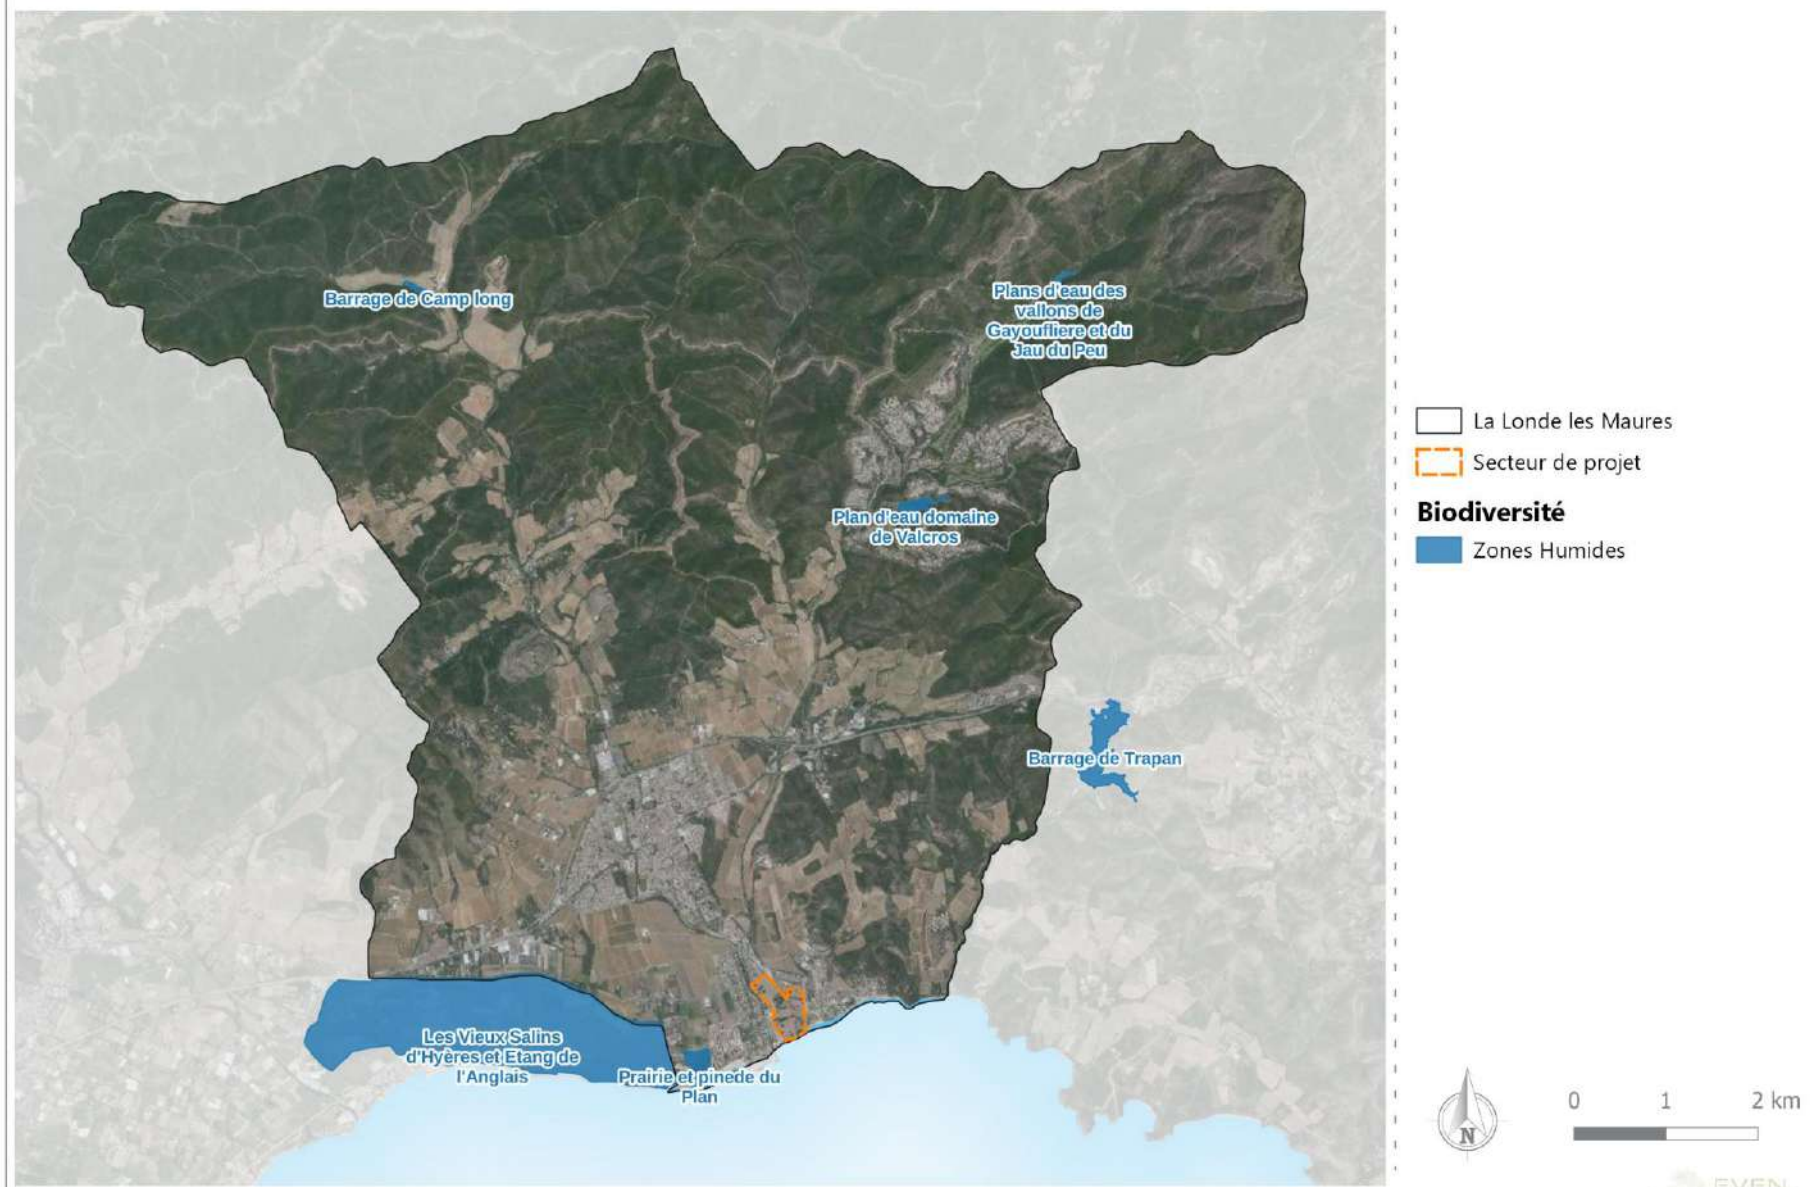 Barrage de Camp long
Plans d'eau des
vallons de
Gayoufliere et du
Jau du Peu
Plan d'eau domaine
de Valcros
Barrage de Trapan
Les Vieux Salins
d'Hyères et Etang de
l'Anglais
Prairie et pinede du
Plan
La Londe les Maures
Secteur de projet
Biodiversité
Zones Humides
N
0 1 2 km
EVEN